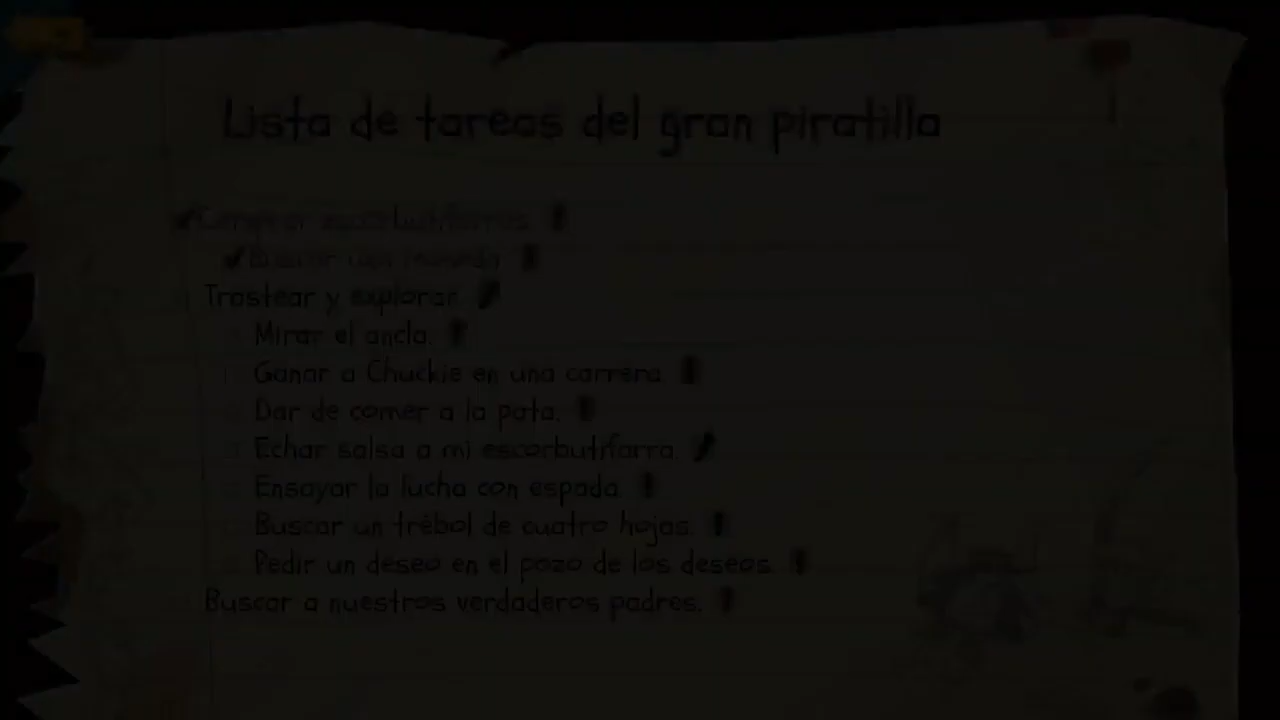 Lista de tareas del gran piratilla
Comprar escorbutifarras.
Buscar una moneda.
Trastear y explorar.
Mirar el ancla.
Ganar a Chuckie en una carrera.
Dar de comer a la pata.
Echar salsa a mi escorbutifarra.
Ensayar la lucha con espada.
Buscar un trébol de cuatro hojas.
Pedir un deseo en el pozo de los deseos.
Buscar a nuestros verdaderos padres.